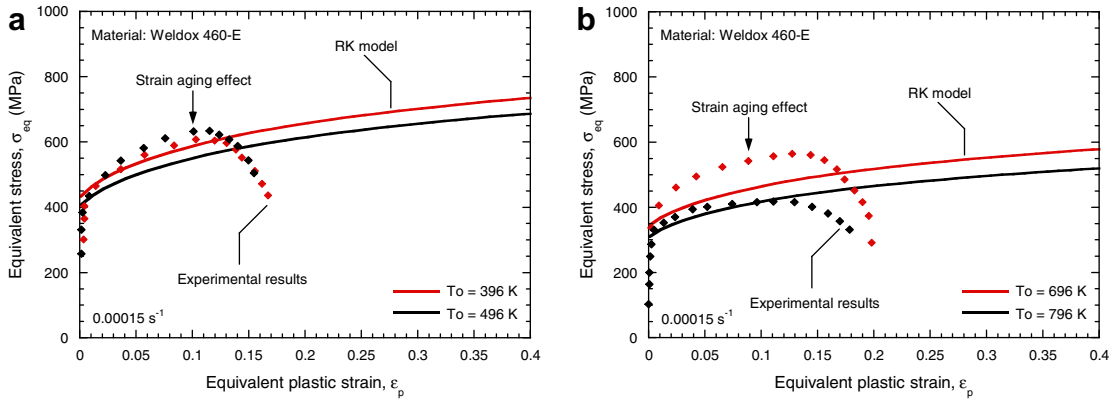 a
Material: Weldox 460-E
RK model
Strain aging effect
Experimental results
To = 396 K
To = 496 K
0.00015 s⁻¹
Equivalent stress, σeq (MPa)
1000
800
600
400
200
0
0 0.05 0.1 0.15 0.2 0.25 0.3 0.35 0.4
Equivalent plastic strain, εp
b
Material: Weldox 460-E
RK model
Strain aging effect
Experimental results
To = 696 K
To = 796 K
0.00015 s⁻¹
Equivalent stress, σeq (MPa)
1000
800
600
400
200
0
0 0.05 0.1 0.15 0.2 0.25 0.3 0.35 0.4
Equivalent plastic strain, εp